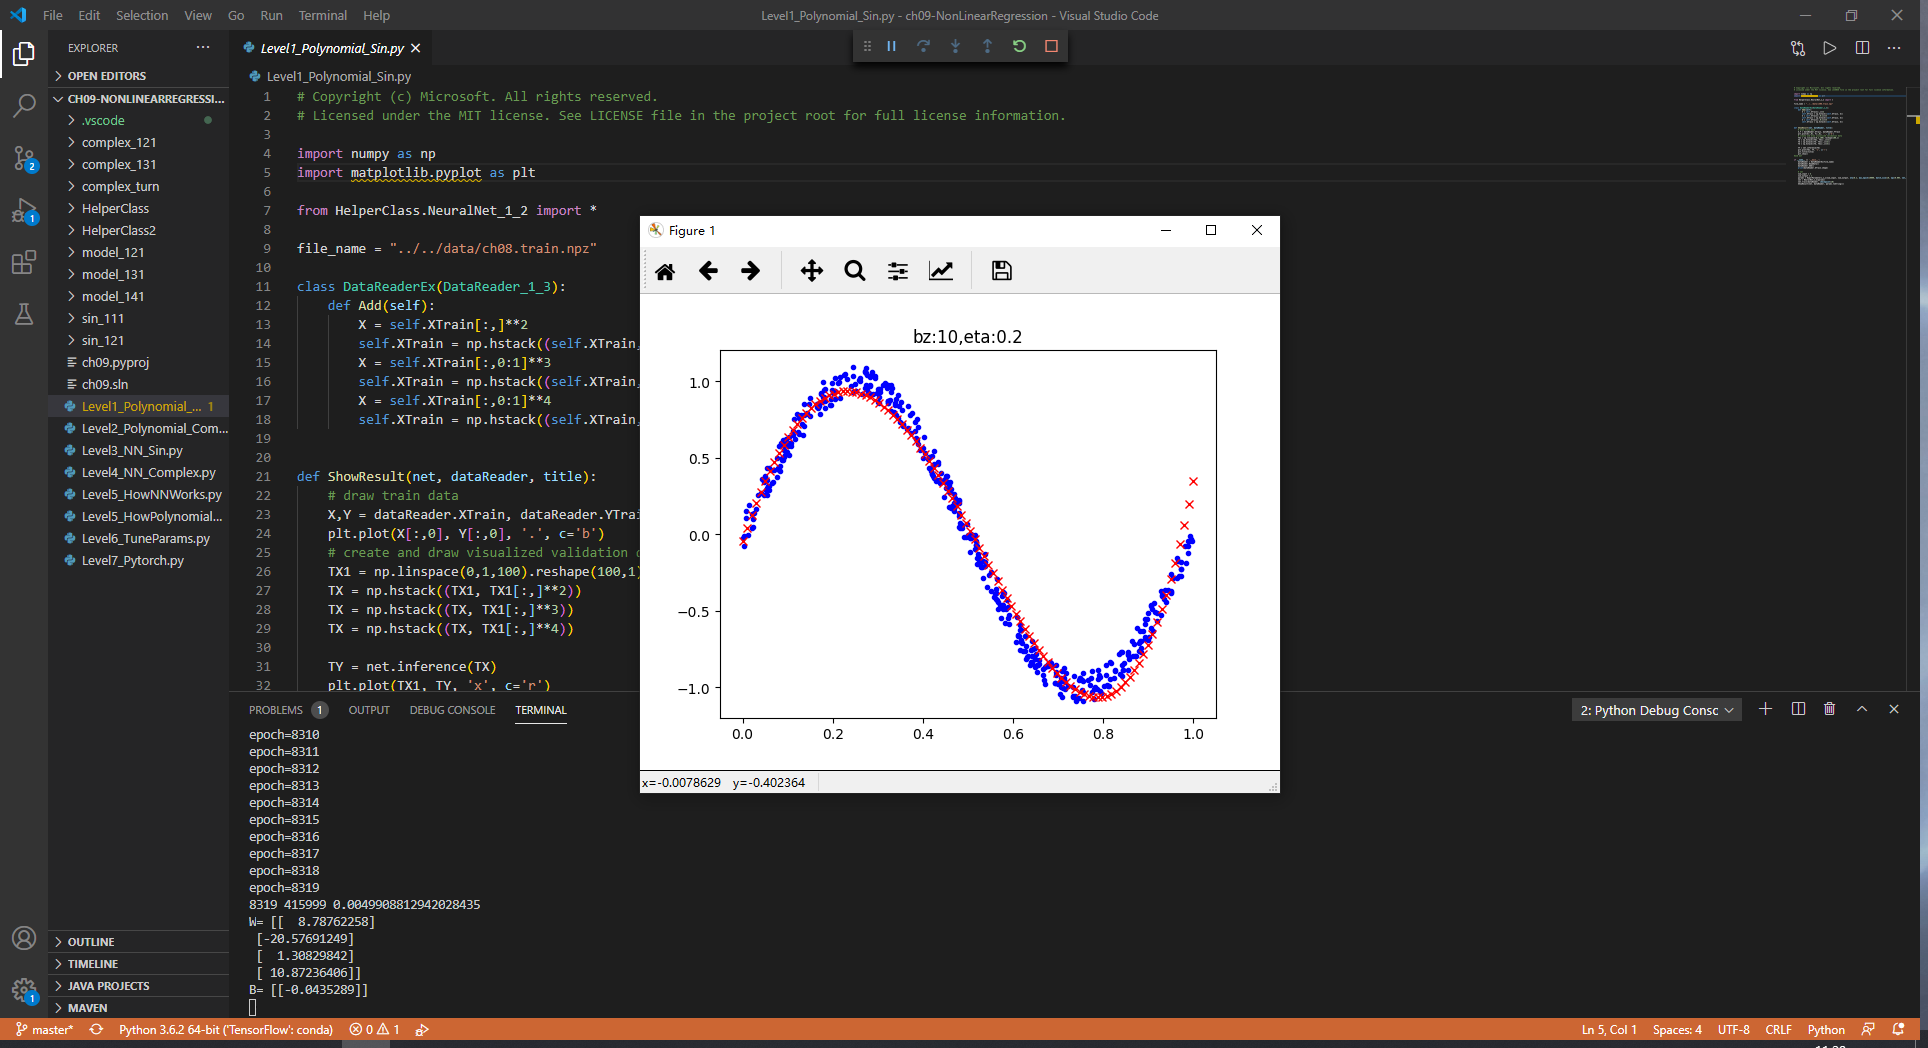 File Edit Selection View Go Run Terminal Help
Level1_Polynomial_Sin.py - ch09-NonLinearRegression - Visual Studio Code
EXPLORER
OPEN EDITORS
CH09-NONLINEARREGRESSI...
.vscode
complex_121
complex_131
complex_turn
HelperClass
HelperClass2
model_121
model_131
model_141
sin_111
sin_121
ch09.pyproj
ch09.sln
Level1_Polynomial_... 1
Level2_Polynomial_Com...
Level3_NN_Sin.py
Level4_NN_Complex.py
Level5_HowNNWorks.py
Level5_HowPolynomial...
Level6_TuneParams.py
Level7_Pytorch.py
OUTLINE
TIMELINE
JAVA PROJECTS
MAVEN
2
1
1
Level1_Polynomial_Sin.py
Level1_Polynomial_Sin.py
1 # Copyright (c) Microsoft. All rights reserved.
2 # Licensed under the MIT license. See LICENSE file in the project root for full license information.
3
4 import numpy as np
5 import matplotlib.pyplot as plt
6
7 from HelperClass.NeuralNet_1_2 import *
8
9 file_name = "../../data/ch08.train.npz"
10
11 class DataReaderEx(DataReader_1_3):
12 def Add(self):
13 X = self.XTrain[:,]**2
14 self.XTrain = np.hstack((self.XTrain,
15 X = self.XTrain[:,0:1]**3
16 self.XTrain = np.hstack((self.XTrain,
17 X = self.XTrain[:,0:1]**4
18 self.XTrain = np.hstack((self.XTrain,
19
20
21 def ShowResult(net, dataReader, title):
22 # draw train data
23 X,Y = dataReader.XTrain, dataReader.YTrai
24 plt.plot(X[:,0], Y[:,0], '.', c='b')
25 # create and draw visualized validation
26 TX1 = np.linspace(0,1,100).reshape(100,1)
27 TX = np.hstack((TX1, TX1[:,]**2))
28 TX = np.hstack((TX, TX1[:,]**3))
29 TX = np.hstack((TX, TX1[:,]**4))
30
31 TY = net.inference(TX)
32 plt.plot(TX1, TY, 'x', c='r')
Figure 1
bz:10,eta:0.2
1.0
0.5
0.0
−0.5
−1.0
0.0 0.2 0.4 0.6 0.8 1.0
x=-0.0078629 y=-0.402364
PROBLEMS 1 OUTPUT DEBUG CONSOLE TERMINAL
2: Python Debug Consc
epoch=8310
epoch=8311
epoch=8312
epoch=8313
epoch=8314
epoch=8315
epoch=8316
epoch=8317
epoch=8318
epoch=8319
8319 415999 0.0049908812942028435
W= [[ 8.78762258]
[-20.57691249]
[ 1.30829842]
[ 10.87236406]]
B= [[-0.0435289]]
master* Python 3.6.2 64-bit ('TensorFlow': conda) 0 1
Ln 5, Col 1 Spaces: 4 UTF-8 CRLF Python